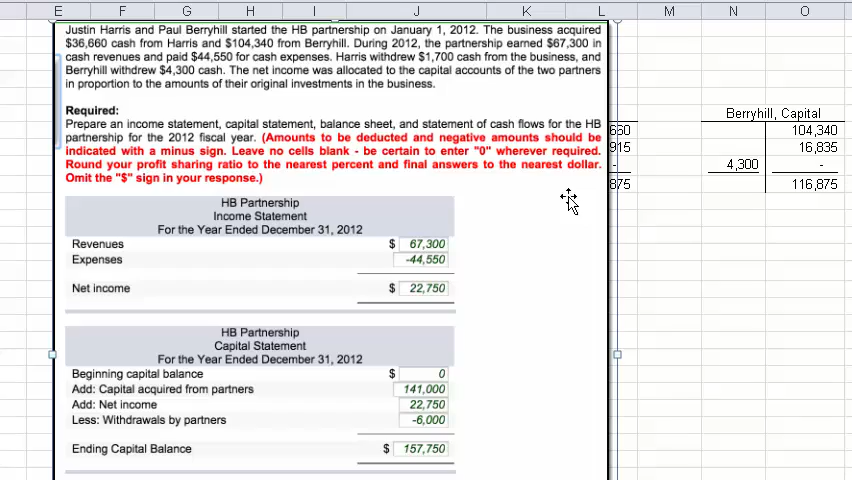 E F G H I J K L M N O
Justin Harris and Paul Berryhill started the HB partnership on January 1, 2012. The business acquired
$36,660 cash from Harris and $104,340 from Berryhill. During 2012, the partnership earned $67,300 in
cash revenues and paid $44,550 for cash expenses. Harris withdrew $1,700 cash from the business, and
Berryhill withdrew $4,300 cash. The net income was allocated to the capital accounts of the two partners
in proportion to the amounts of their original investments in the business.
Required:
Prepare an income statement, capital statement, balance sheet, and statement of cash flows for the HB
partnership for the 2012 fiscal year. (Amounts to be deducted and negative amounts should be
indicated with a minus sign. Leave no cells blank - be certain to enter "0" wherever required.
Round your profit sharing ratio to the nearest percent and final answers to the nearest dollar.
Omit the "$" sign in your response.)
HB Partnership
Income Statement
For the Year Ended December 31, 2012
Revenues $ 67,300
Expenses -44,550
Net income $ 22,750
HB Partnership
Capital Statement
For the Year Ended December 31, 2012
Beginning capital balance $ 0
Add: Capital acquired from partners 141,000
Add: Net income 22,750
Less: Withdrawals by partners -6,000
Ending Capital Balance $ 157,750
Berryhill, Capital
660 104,340
915 16,835
- 4,300 -
875 116,875